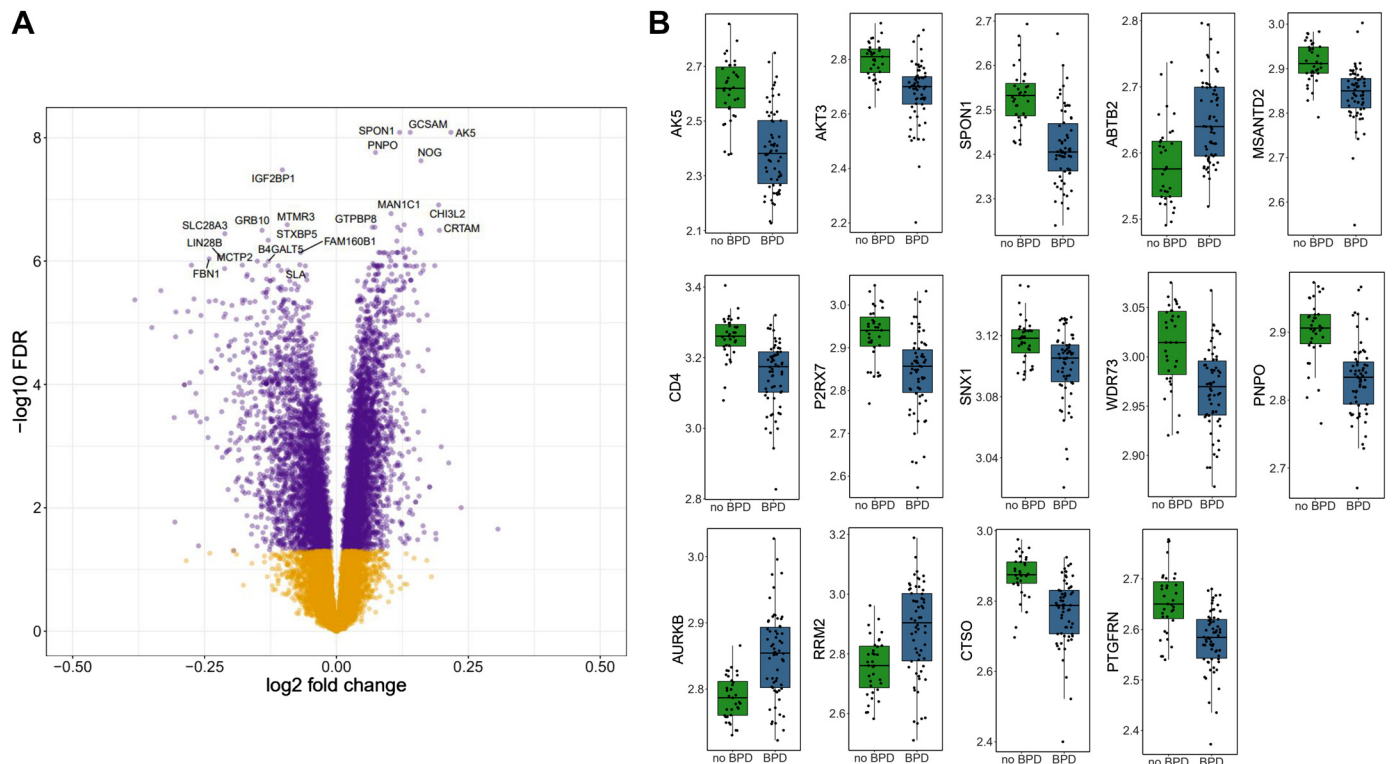 A
−log10 FDR
8
6
4
2
0
SPON1 GCSAM AK5
PNPO NOG
IGF2BP1
MAN1C1 CHI3L2
SLC28A3 GRB10 MTMR3 GTPBP8 CRTAM
STXBP5
LIN28B MCTP2 B4GALT5 FAM160B1
FBN1 SLA
−0.50 −0.25 0.00 0.25 0.50
log2 fold change
B
AK5
2.7
2.5
2.3
2.1
no BPD BPD
AKT3
2.8
2.6
2.4
2.2
no BPD BPD
SPON1
2.7
2.6
2.5
2.4
2.3
no BPD BPD
ABTB2
2.8
2.7
2.6
2.5
no BPD BPD
MSANTD2
3.0
2.9
2.8
2.7
2.6
no BPD BPD
CD4
3.4
3.2
3.0
2.8
no BPD BPD
P2RX7
3.0
2.9
2.8
2.7
2.6
no BPD BPD
SNX1
3.12
3.08
3.04
no BPD BPD
WDR73
3.05
3.00
2.95
2.90
no BPD BPD
PNPO
2.9
2.8
2.7
no BPD BPD
AURKB
3.0
2.9
2.8
no BPD BPD
RRM2
3.2
3.0
2.8
2.6
no BPD BPD
CTSO
3.0
2.8
2.6
2.4
no BPD BPD
PTGFRN
2.7
2.6
2.5
2.4
no BPD BPD